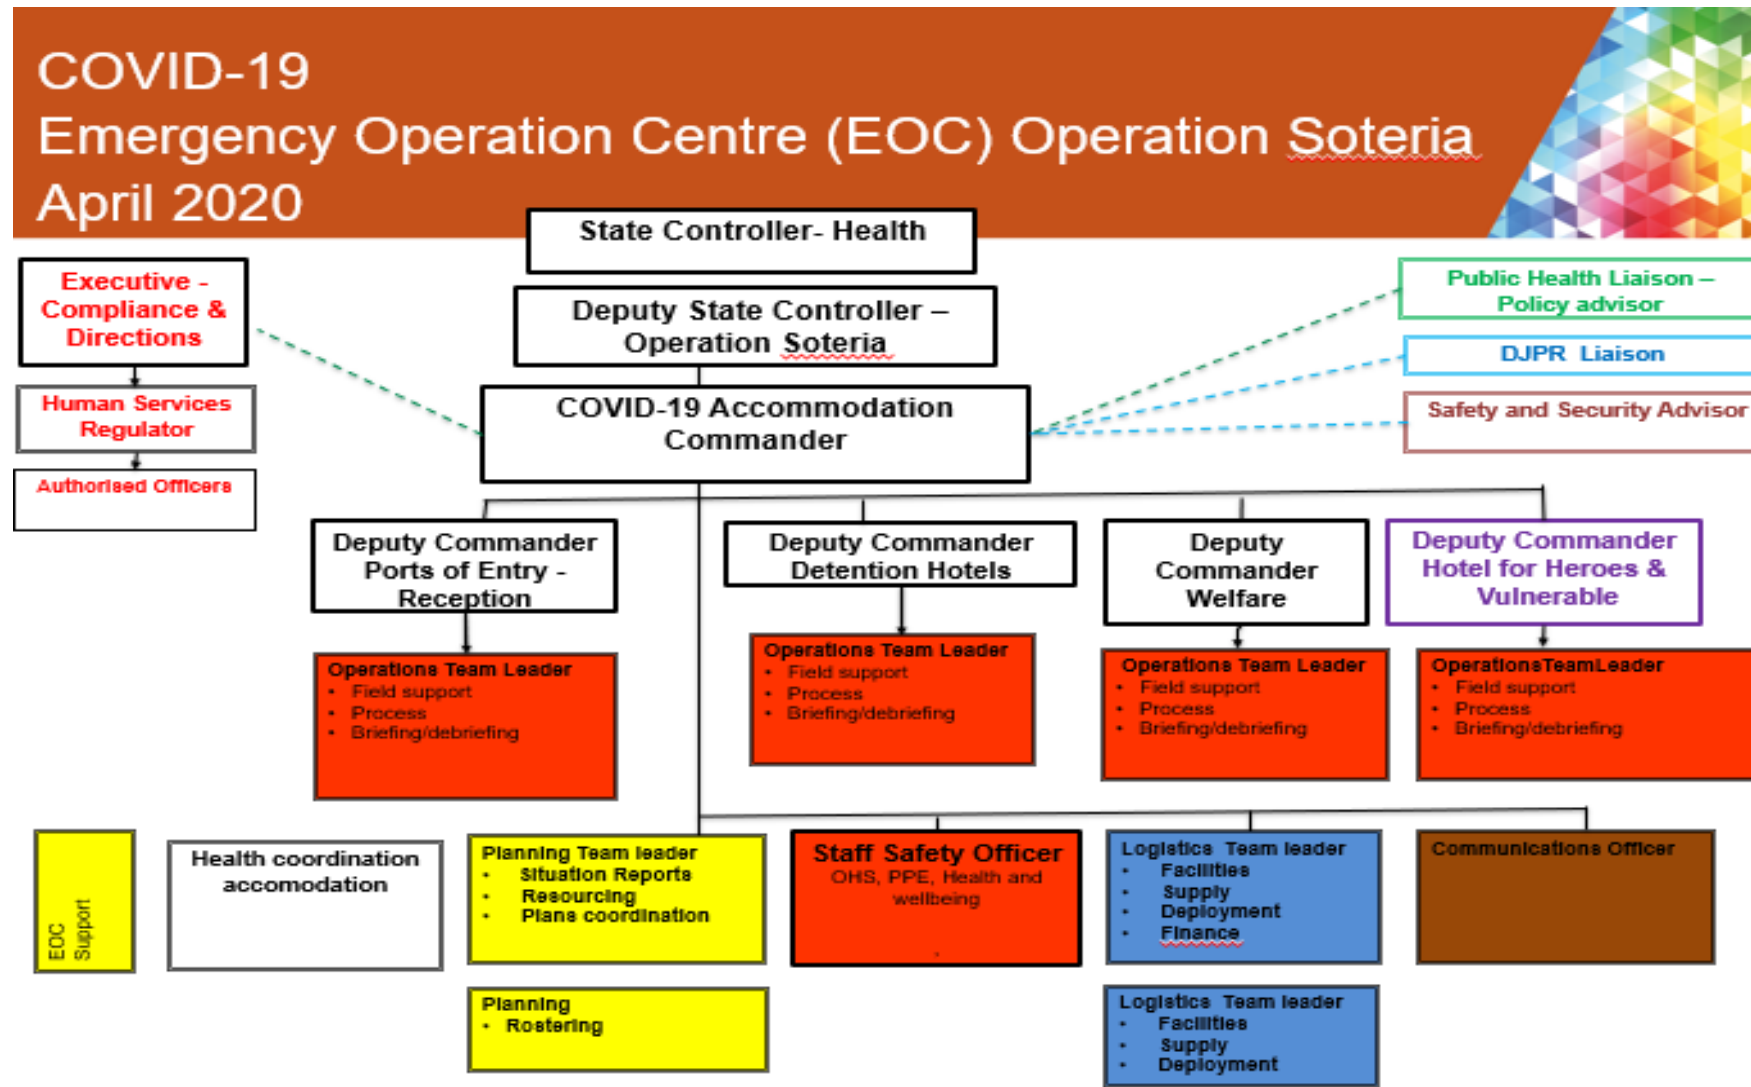 COVID-19
Emergency Operation Centre (EOC) Operation Soteria
April 2020
State Controller- Health
Executive -
Compliance &
Directions
Public Health Liaison –
Policy advisor
Deputy State Controller –
Operation Soteria
DJPR Liaison
Human Services
Regulator
COVID-19 Accommodation
Commander
Safety and Security Advisor
Authorised Officers
Deputy Commander
Ports of Entry -
Reception
Deputy Commander
Detention Hotels
Deputy
Commander
Welfare
Deputy Commander
Hotel for Heroes &
Vulnerable
Operations Team Leader
• Field support
• Process
• Briefing/debriefing
Operations Team Leader
• Field support
• Process
• Briefing/debriefing
Operations Team Leader
• Field support
• Process
• Briefing/debriefing
OperationsTeamLeader
• Field support
• Process
• Briefing/debriefing
EOC
Support
Health coordination
accomodation
Planning Team leader
• Situation Reports
• Resourcing
• Plans coordination
Staff Safety Officer
OHS, PPE, Health and
wellbeing
.
Logistics Team leader
• Facilities
• Supply
• Deployment
• Finance
Communications Officer
Planning
• Rostering
Logistics Team leader
• Facilities
• Supply
• Deployment